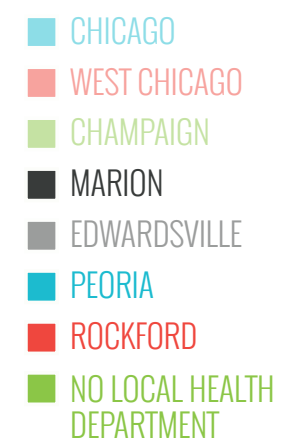 CHICAGO
WEST CHICAGO
CHAMPAIGN
MARION
EDWARDSVILLE
PEORIA
ROCKFORD
NO LOCAL HEALTH
DEPARTMENT